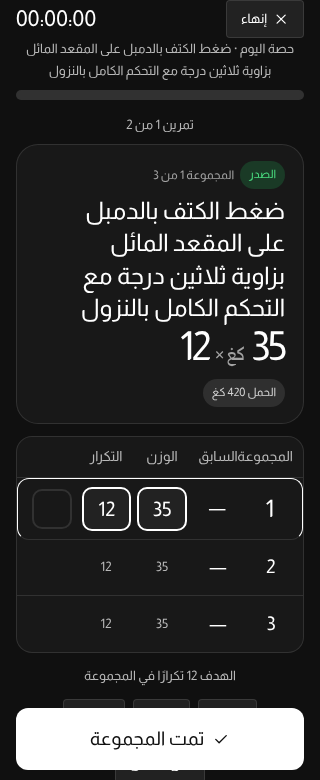 إنهاء
00:00:00
حصة اليوم · ضغط الكتف بالدمبل على المقعد المائل
بزاوية ثلاثين درجة مع التحكم الكامل بالنزول
تمرين 1 من 2
الصدر المجموعة 1 من 3
ضغط الكتف بالدمبل
على المقعد المائل
بزاوية ثلاثين درجة مع
التحكم الكامل بالنزول
35 كغ × 12
الحمل 420 كغ
المجموعة السابق الوزن التكرار
1 — 35 12
2 — 35 12
3 — 35 12
الهدف 12 تكرارًا في المجموعة
تمت المجموعة